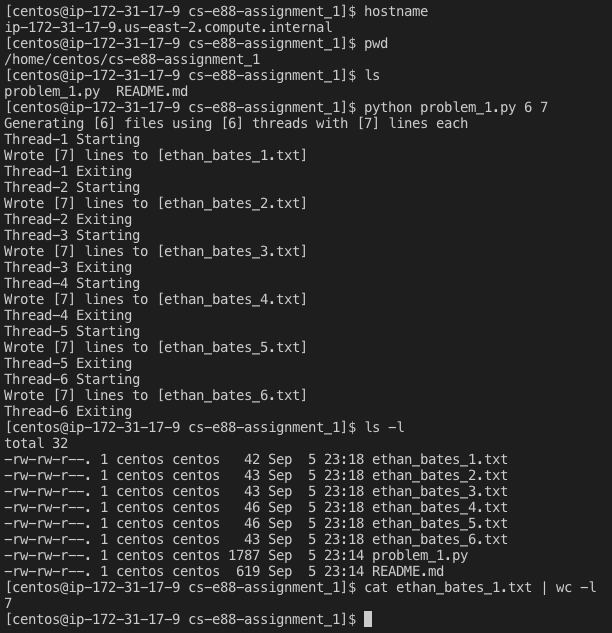 [centos@ip-172-31-17-9 cs-e88-assignment_1]$ hostname
ip-172-31-17-9.us-east-2.compute.internal
[centos@ip-172-31-17-9 cs-e88-assignment_1]$ pwd
/home/centos/cs-e88-assignment_1
[centos@ip-172-31-17-9 cs-e88-assignment_1]$ ls
problem_1.py  README.md
[centos@ip-172-31-17-9 cs-e88-assignment_1]$ python problem_1.py 6 7
Generating [6] files using [6] threads with [7] lines each
Thread-1 Starting
Wrote [7] lines to [ethan_bates_1.txt]
Thread-1 Exiting
Thread-2 Starting
Wrote [7] lines to [ethan_bates_2.txt]
Thread-2 Exiting
Thread-3 Starting
Wrote [7] lines to [ethan_bates_3.txt]
Thread-3 Exiting
Thread-4 Starting
Wrote [7] lines to [ethan_bates_4.txt]
Thread-4 Exiting
Thread-5 Starting
Wrote [7] lines to [ethan_bates_5.txt]
Thread-5 Exiting
Thread-6 Starting
Wrote [7] lines to [ethan_bates_6.txt]
Thread-6 Exiting
[centos@ip-172-31-17-9 cs-e88-assignment_1]$ ls -l
total 32
-rw-rw-r--. 1 centos centos   42 Sep  5 23:18 ethan_bates_1.txt
-rw-rw-r--. 1 centos centos   43 Sep  5 23:18 ethan_bates_2.txt
-rw-rw-r--. 1 centos centos   43 Sep  5 23:18 ethan_bates_3.txt
-rw-rw-r--. 1 centos centos   46 Sep  5 23:18 ethan_bates_4.txt
-rw-rw-r--. 1 centos centos   46 Sep  5 23:18 ethan_bates_5.txt
-rw-rw-r--. 1 centos centos   43 Sep  5 23:18 ethan_bates_6.txt
-rw-rw-r--. 1 centos centos 1787 Sep  5 23:14 problem_1.py
-rw-rw-r--. 1 centos centos  619 Sep  5 23:14 README.md
[centos@ip-172-31-17-9 cs-e88-assignment_1]$ cat ethan_bates_1.txt | wc -l
7
[centos@ip-172-31-17-9 cs-e88-assignment_1]$